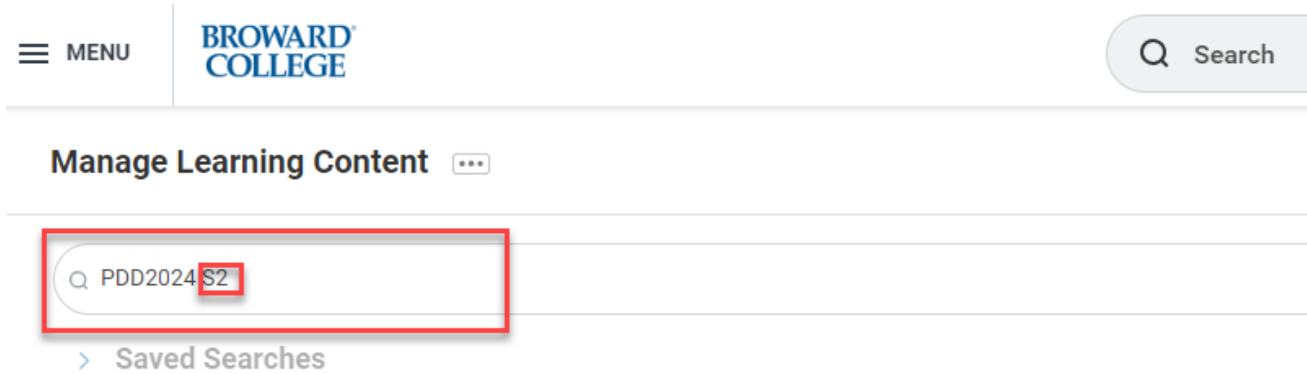 MENU
BROWARD
COLLEGE
Search
Manage Learning Content
PDD2024 S2
Saved Searches